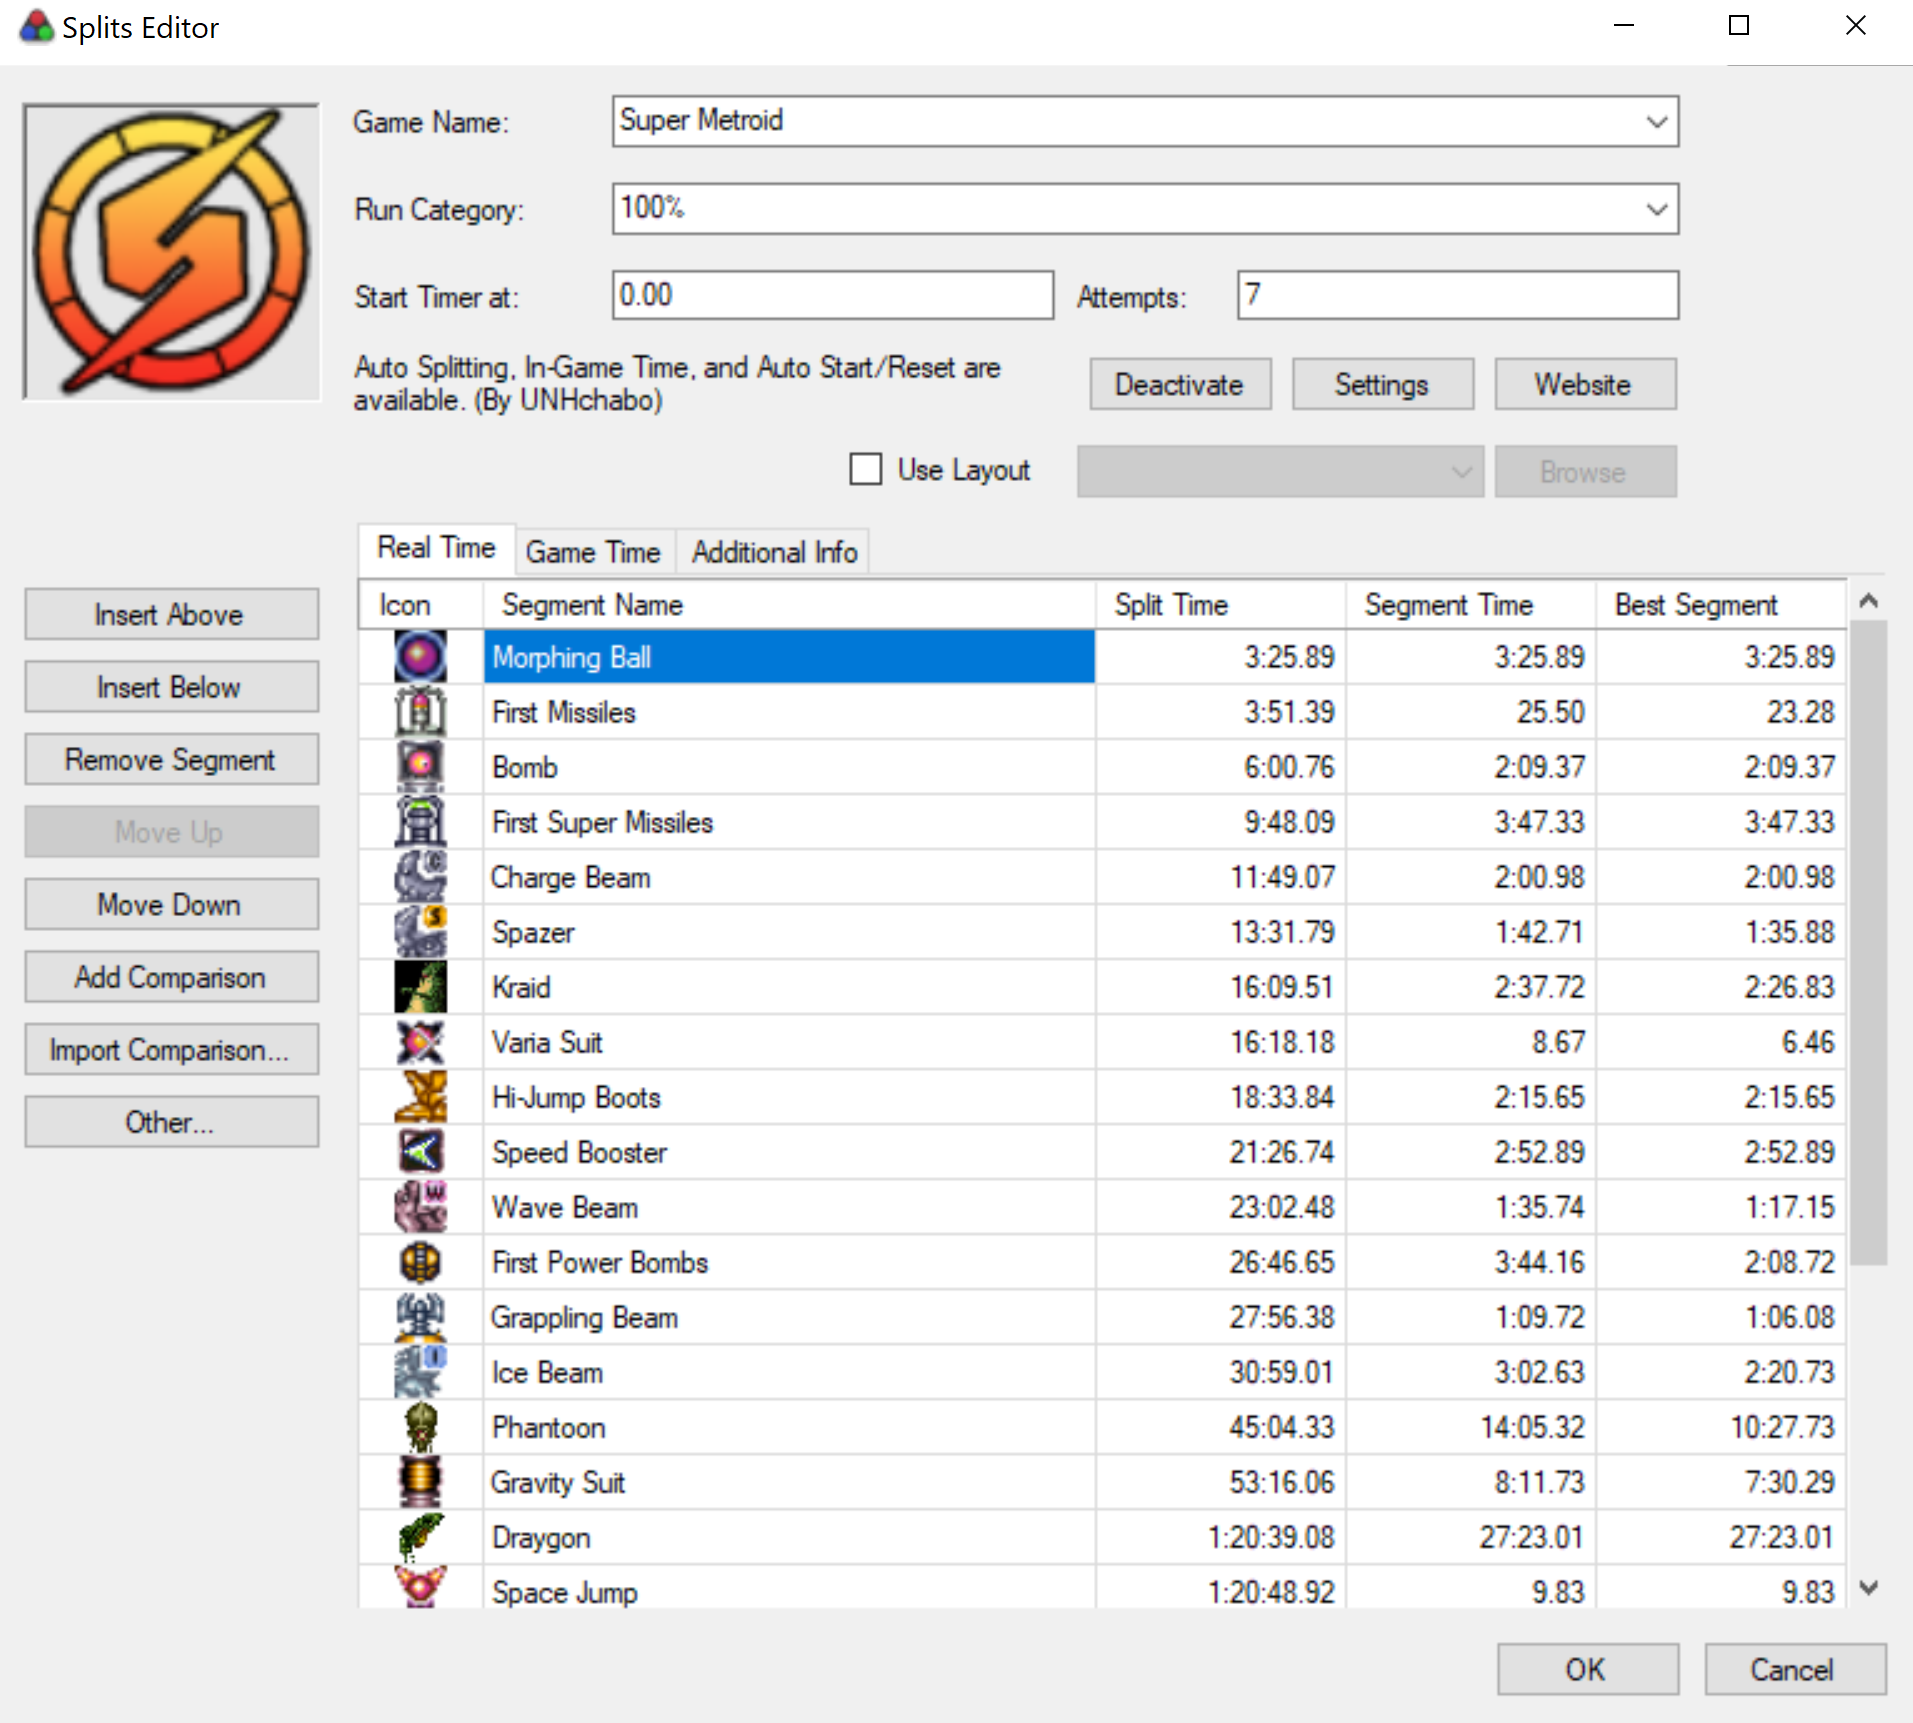 Splits Editor
Game Name: Super Metroid
Run Category: 100%
Start Timer at: 0.00 Attempts: 7
Auto Splitting, In-Game Time, and Auto Start/Reset are
available. (By UNHchabo)
Deactivate Settings Website
Use Layout Browse
Real Time Game Time Additional Info
Insert Above
Insert Below
Remove Segment
Move Up
Move Down
Add Comparison
Import Comparison...
Other...
Icon Segment Name Split Time Segment Time Best Segment
Morphing Ball 3:25.89 3:25.89 3:25.89
First Missiles 3:51.39 25.50 23.28
Bomb 6:00.76 2:09.37 2:09.37
First Super Missiles 9:48.09 3:47.33 3:47.33
Charge Beam 11:49.07 2:00.98 2:00.98
Spazer 13:31.79 1:42.71 1:35.88
Kraid 16:09.51 2:37.72 2:26.83
Varia Suit 16:18.18 8.67 6.46
Hi-Jump Boots 18:33.84 2:15.65 2:15.65
Speed Booster 21:26.74 2:52.89 2:52.89
Wave Beam 23:02.48 1:35.74 1:17.15
First Power Bombs 26:46.65 3:44.16 2:08.72
Grappling Beam 27:56.38 1:09.72 1:06.08
Ice Beam 30:59.01 3:02.63 2:20.73
Phantoon 45:04.33 14:05.32 10:27.73
Gravity Suit 53:16.06 8:11.73 7:30.29
Draygon 1:20:39.08 27:23.01 27:23.01
Space Jump 1:20:48.92 9.83 9.83
OK Cancel